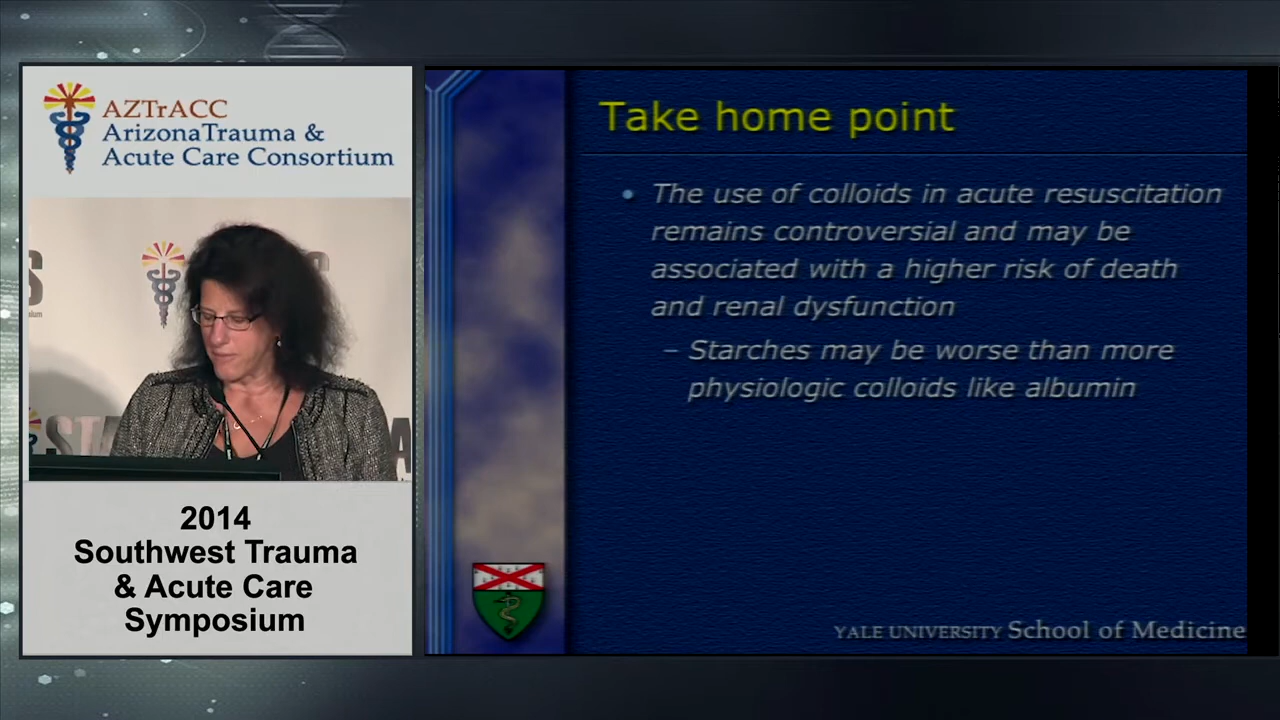 AZTrACC
ArizonaTrauma &
Acute Care Consortium
2014
Southwest Trauma
& Acute Care
Symposium
Take home point
• The use of colloids in acute resuscitation
remains controversial and may be
associated with a higher risk of death
and renal dysfunction
– Starches may be worse than more
physiologic colloids like albumin
YALE UNIVERSITY School of Medicine